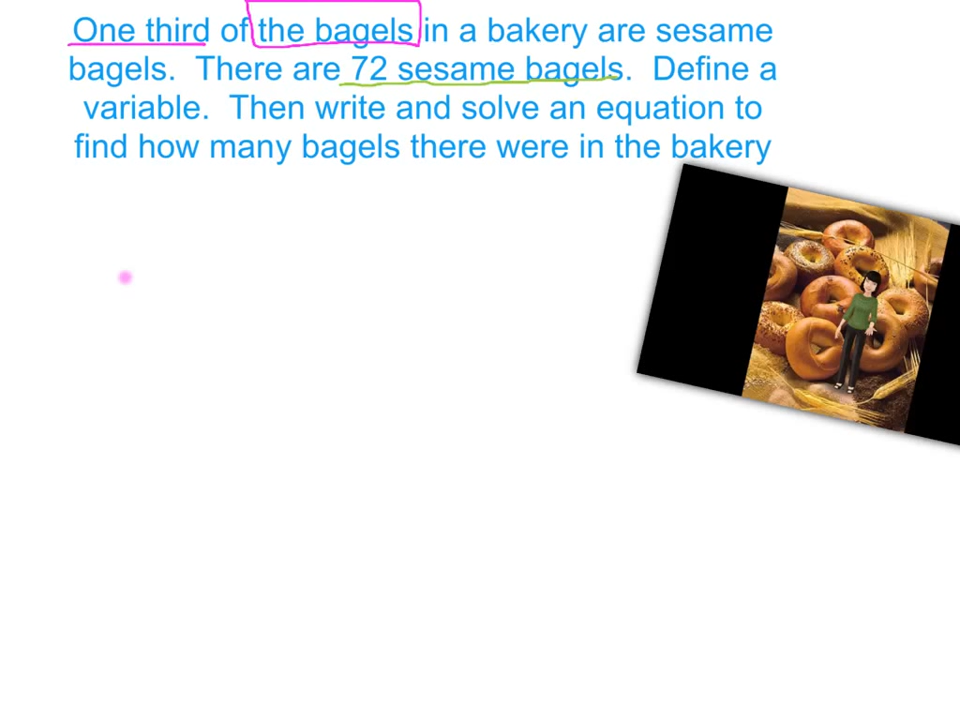 One third of the bagels in a bakery are sesame
bagels. There are 72 sesame bagels. Define a
variable. Then write and solve an equation to
find how many bagels there were in the bakery